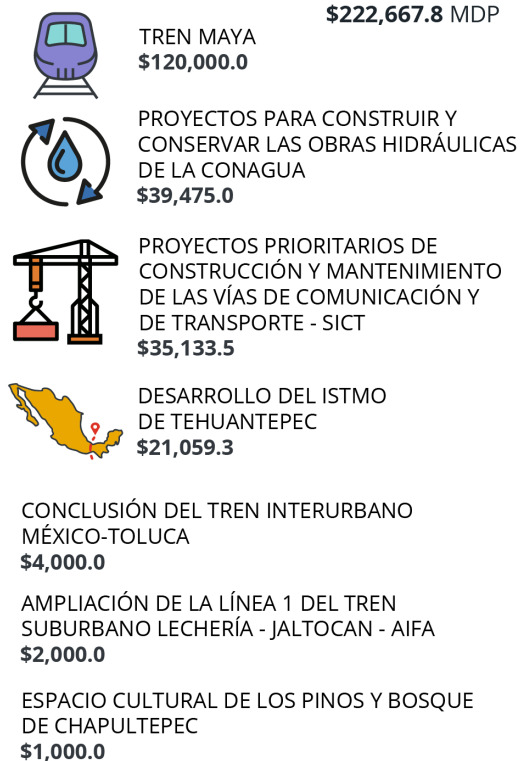 $222,667.8 MDP
TREN MAYA
$120,000.0
PROYECTOS PARA CONSTRUIR Y
CONSERVAR LAS OBRAS HIDRÁULICAS
DE LA CONAGUA
$39,475.0
PROYECTOS PRIORITARIOS DE
CONSTRUCCIÓN Y MANTENIMIENTO
DE LAS VÍAS DE COMUNICACIÓN Y
DE TRANSPORTE - SICT
$35,133.5
DESARROLLO DEL ISTMO
DE TEHUANTEPEC
$21,059.3
CONCLUSIÓN DEL TREN INTERURBANO
MÉXICO-TOLUCA
$4,000.0
AMPLIACIÓN DE LA LÍNEA 1 DEL TREN
SUBURBANO LECHERÍA - JALTOCAN - AIFA
$2,000.0
ESPACIO CULTURAL DE LOS PINOS Y BOSQUE
DE CHAPULTEPEC
$1,000.0